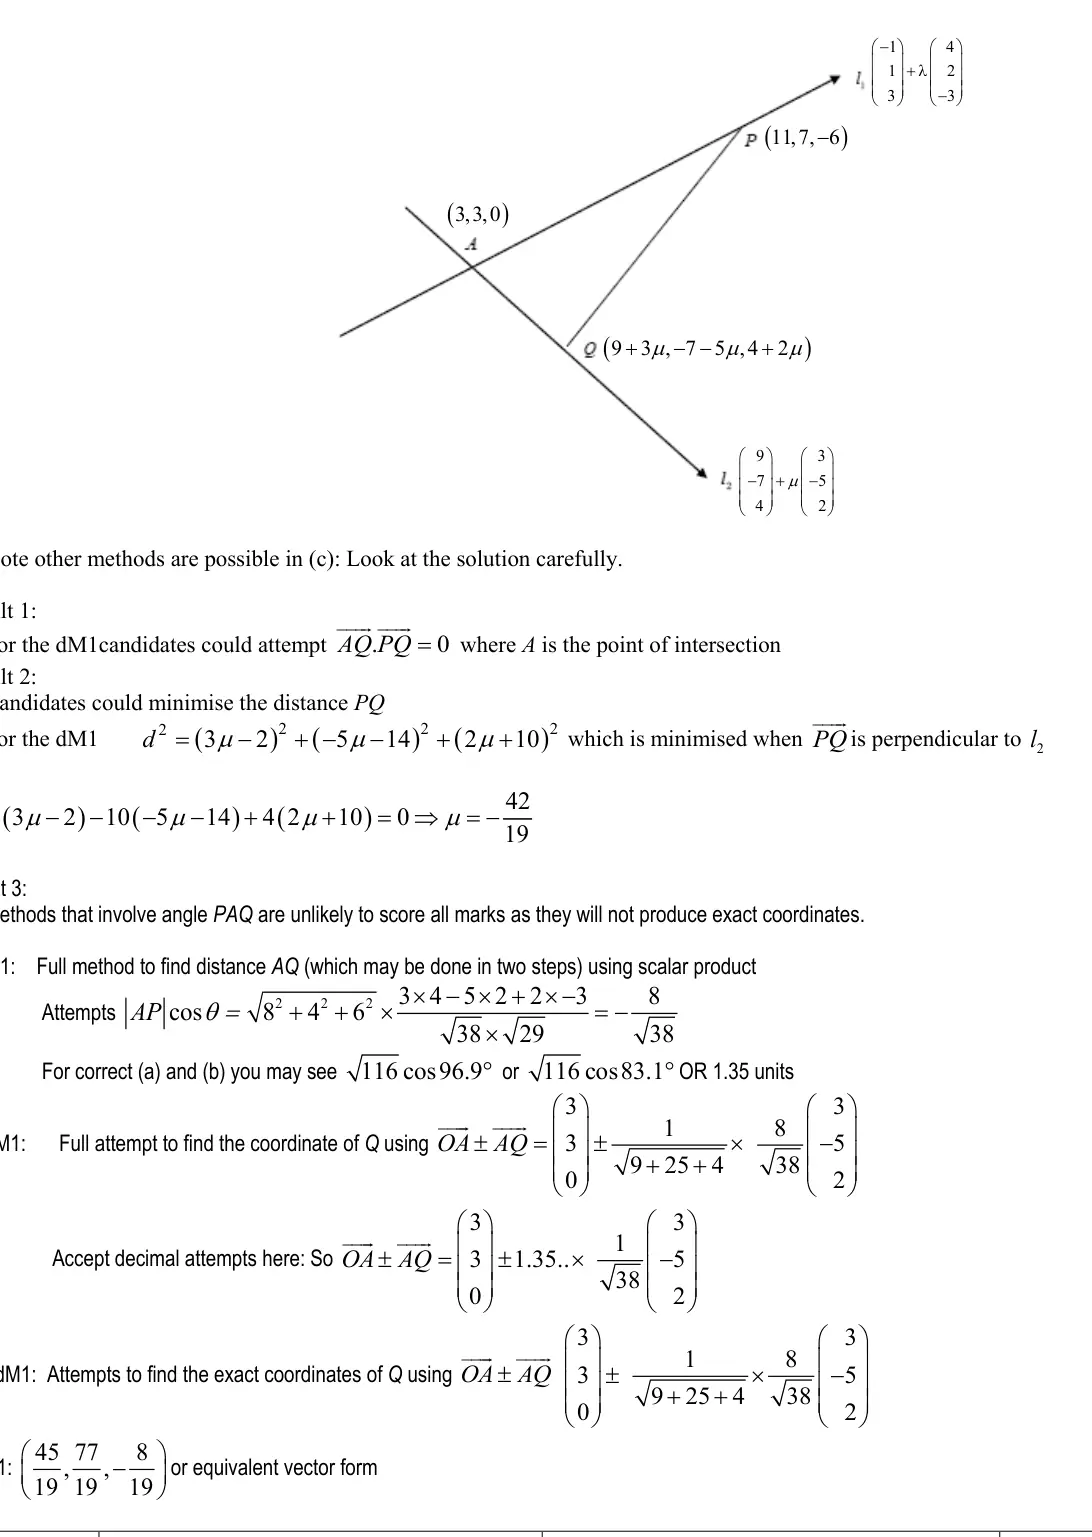 l₁ (−1, 1, 3) + λ (4, 2, −3)
P (11, 7, −6)
(3, 3, 0)
A
Q (9 + 3μ, −7 − 5μ, 4 + 2μ)
l₂ (9, −7, 4) + μ (3, −5, 2)
ote other methods are possible in (c): Look at the solution carefully.
lt 1:
or the dM1candidates could attempt AQ⃗.PQ⃗ = 0 where A is the point of intersection
lt 2:
andidates could minimise the distance PQ
or the dM1 d² = (3μ − 2)² + (−5μ − 14)² + (2μ + 10)² which is minimised when PQ⃗ is perpendicular to l₂
(3μ − 2) − 10(−5μ − 14) + 4(2μ + 10) = 0 ⇒ μ = −42/19
t 3:
ethods that involve angle PAQ are unlikely to score all marks as they will not produce exact coordinates.
1: Full method to find distance AQ (which may be done in two steps) using scalar product
Attempts |AP| cos θ = √(8² + 4² + 6²) × (3×4 − 5×2 + 2×−3)/(√38 × √29) = −8/√38
For correct (a) and (b) you may see √116 cos96.9° or √116 cos83.1° OR 1.35 units
M1: Full attempt to find the coordinate of Q using OA⃗ ± AQ⃗ = (3, 3, 0) ± 1/√(9 + 25 + 4) × 8/√38 (3, −5, 2)
Accept decimal attempts here: So OA⃗ ± AQ⃗ = (3, 3, 0) ± 1.35.. × 1/√38 (3, −5, 2)
dM1: Attempts to find the exact coordinates of Q using OA⃗ ± AQ⃗ (3, 3, 0) ± 1/√(9 + 25 + 4) × 8/√38 (3, −5, 2)
1: (45/19, 77/19, −8/19) or equivalent vector form